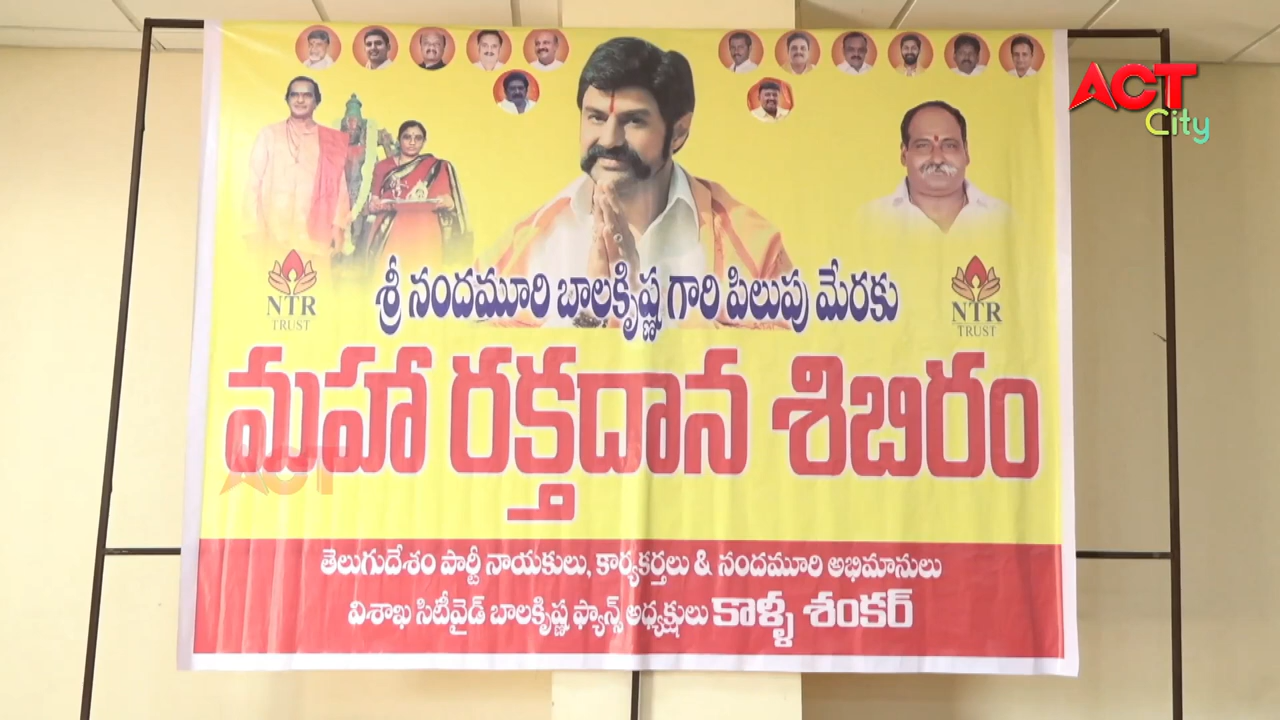 ACT
City
NTR
TRUST
NTR
TRUST
శ్రీ నందమూరి బాలకృష్ణ గారి పిలుపు మేరకు
మహా రక్తదాన శిబిరం
ACT
తెలుగుదేశం పార్టీ నాయకులు, కార్యకర్తలు & నందమూరి అభిమానులు
విశాఖ సిటీవైడ్ బాలకృష్ణ ఫ్యాన్స్ అధ్యక్షులు కాళ్ళ శంకర్